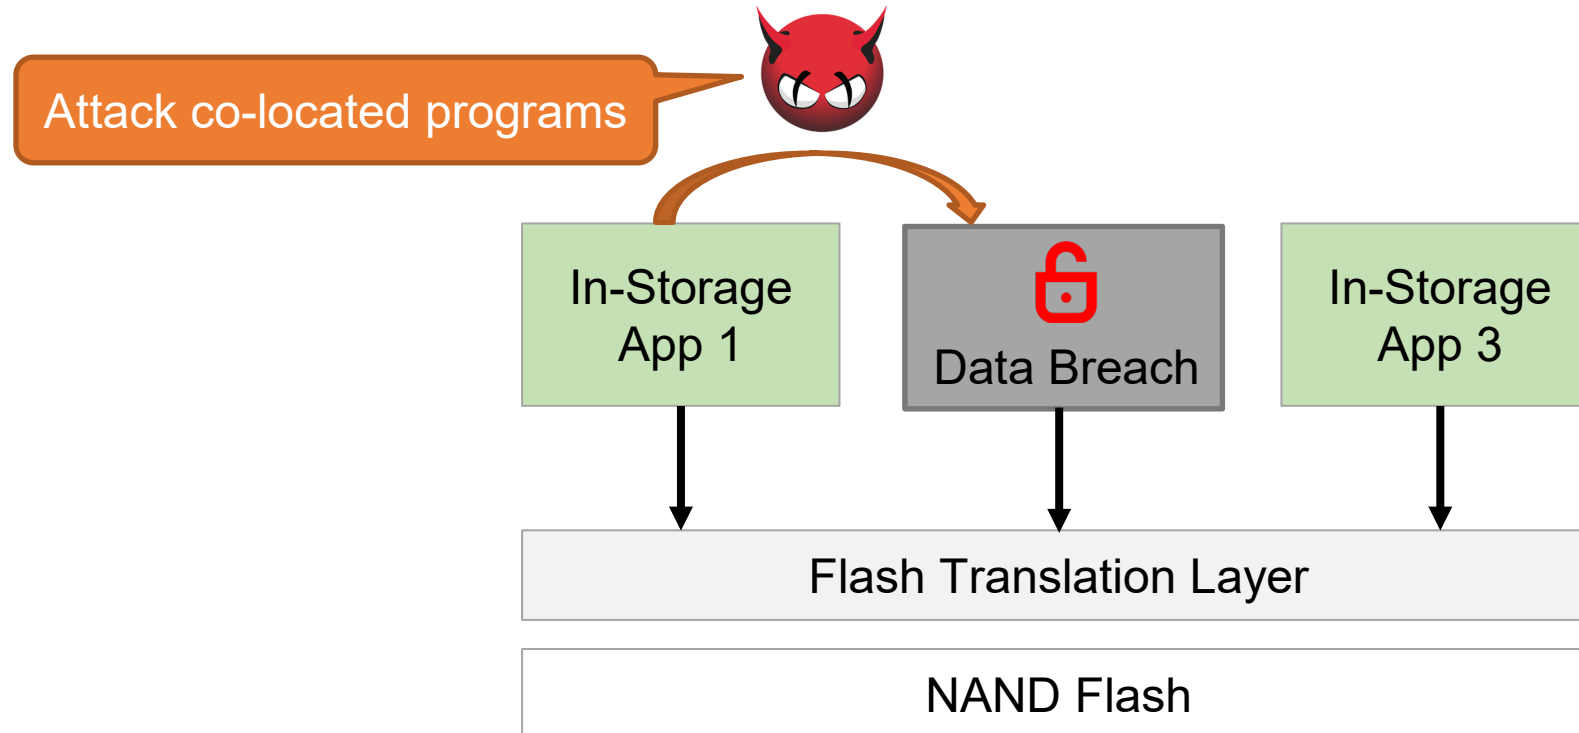 Attack co-located programs
In-Storage
App 1
Data Breach
In-Storage
App 3
Flash Translation Layer
NAND Flash